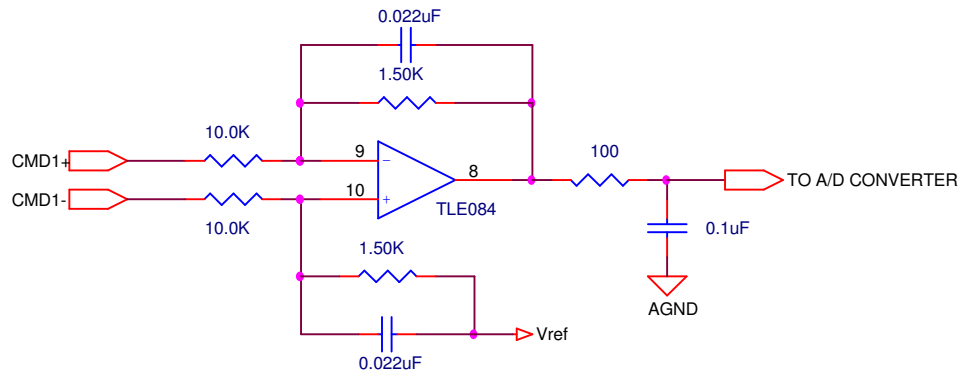 0.022uF
1.50K
10.0K
CMD1+
9
−
8
100
TO A/D CONVERTER
CMD1-
10
+
TLE084
10.0K
0.1uF
1.50K
AGND
Vref
0.022uF